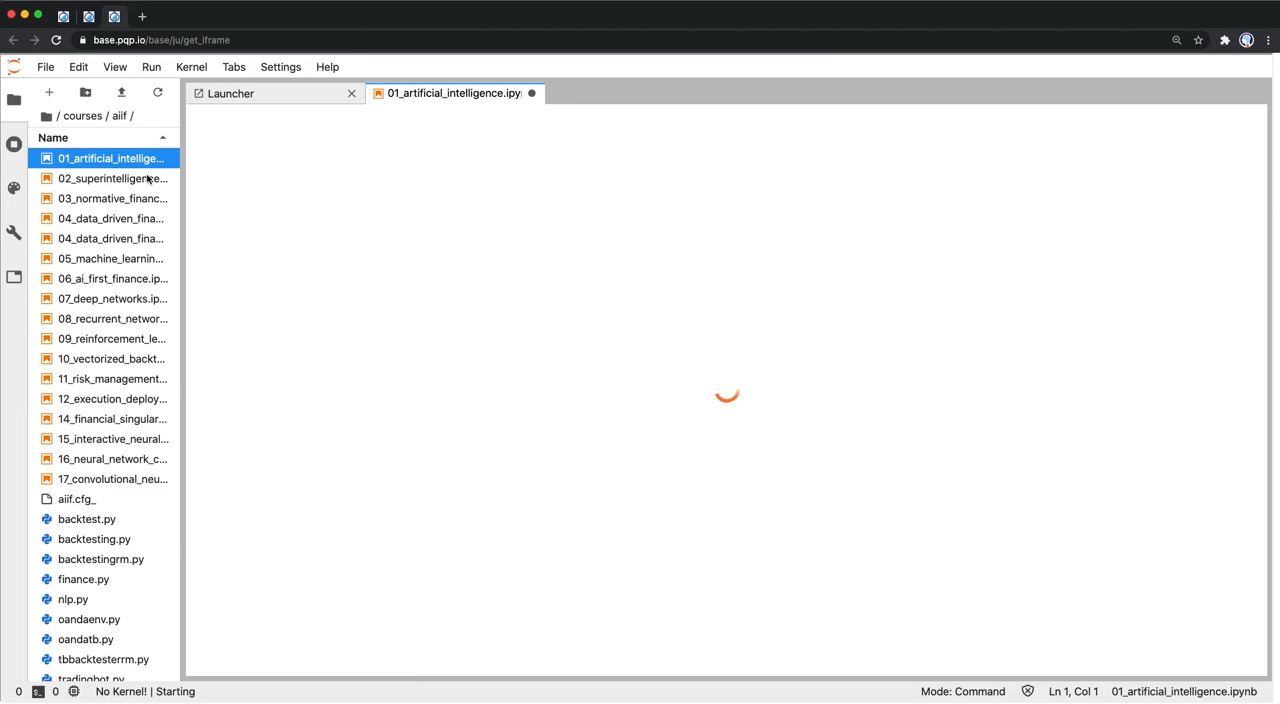 base.pqp.io/base/ju/get_iframe
File Edit View Run Kernel Tabs Settings Help
Launcher
01_artificial_intelligence.ipy
/ courses / aiif /
Name
01_artificial_intellige...
02_superintelligence...
03_normative_financ...
04_data_driven_fina...
04_data_driven_fina...
05_machine_learnin...
06_ai_first_finance.ip...
07_deep_networks.ip...
08_recurrent_networ...
09_reinforcement_le...
10_vectorized_backt...
11_risk_management...
12_execution_deploy...
14_financial_singular...
15_interactive_neural...
16_neural_network_c...
17_convolutional_neu...
aiif.cfg_
backtest.py
backtesting.py
backtestingrm.py
finance.py
nlp.py
oandaenv.py
oandatb.py
tbbacktesterrm.py
tradingbot.py
0 $_ 0 No Kernel! | Starting Mode: Command Ln 1, Col 1 01_artificial_intelligence.ipynb